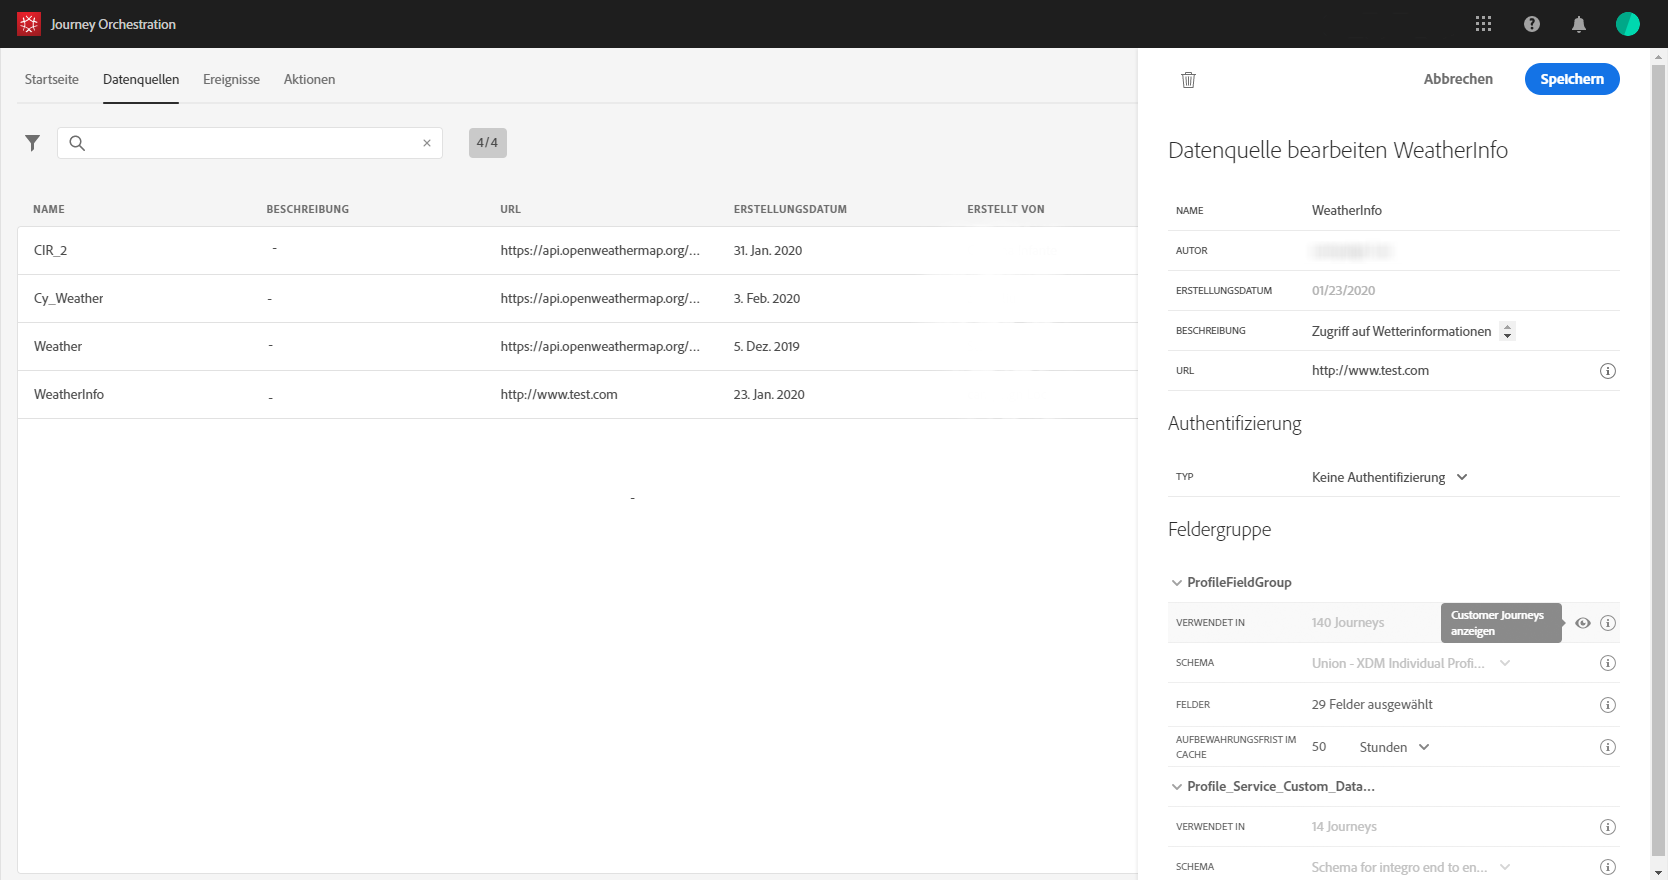 Journey Orchestration
Startseite Datenquellen Ereignisse Aktionen
4/4
NAME BESCHREIBUNG URL ERSTELLUNGSDATUM ERSTELLT VON
CIR_2 - https://api.openweathermap.org/... 31. Jan. 2020
Cy_Weather - https://api.openweathermap.org/... 3. Feb. 2020
Weather - https://api.openweathermap.org/... 5. Dez. 2019
WeatherInfo - http://www.test.com 23. Jan. 2020
-
Abbrechen Speichern
Datenquelle bearbeiten WeatherInfo
NAME WeatherInfo
AUTOR
ERSTELLUNGSDATUM 01/23/2020
BESCHREIBUNG Zugriff auf Wetterinformationen
URL http://www.test.com
Authentifizierung
TYP Keine Authentifizierung
Feldergruppe
ProfileFieldGroup
VERWENDET IN 140 Journeys
Customer Journeys
anzeigen
SCHEMA Union - XDM Individual Profi...
FELDER 29 Felder ausgewählt
AUFBEWAHRUNGSFRIST IM
CACHE 50 Stunden
Profile_Service_Custom_Data...
VERWENDET IN 14 Journeys
SCHEMA Schema for integro end to en...